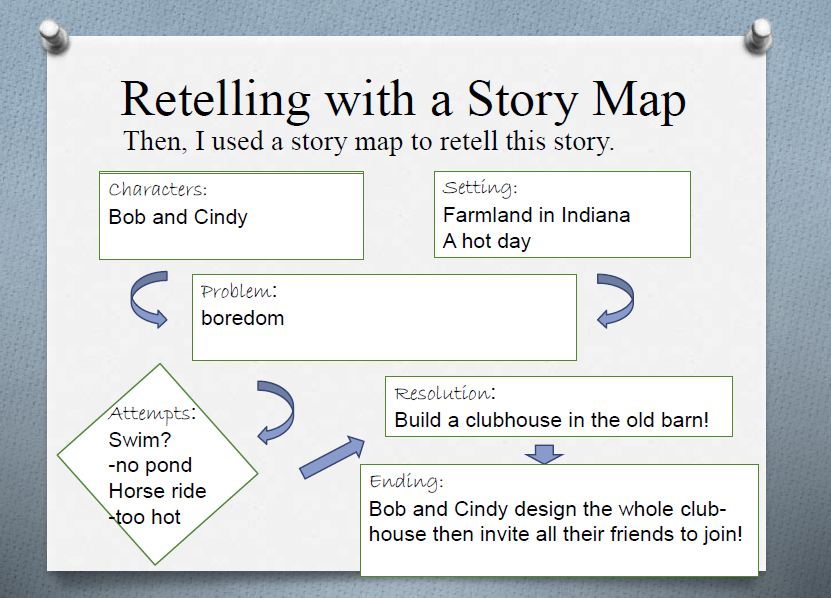 Retelling with a Story Map
Then, I used a story map to retell this story.
Characters:
Bob and Cindy
Setting:
Farmland in Indiana
A hot day
Problem:
boredom
Attempts:
Swim?
-no pond
Horse ride
-too hot
Resolution:
Build a clubhouse in the old barn!
Ending:
Bob and Cindy design the whole club-
house then invite all their friends to join!